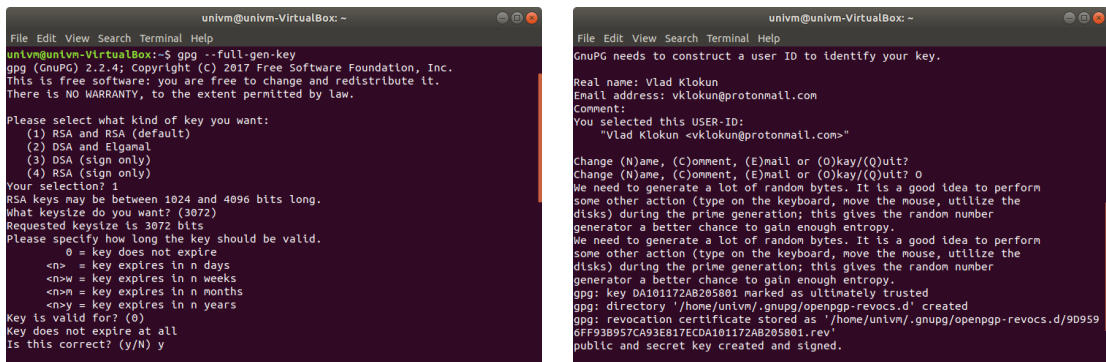 univm@univm-VirtualBox: ~
File Edit View Search Terminal Help
univm@univm-VirtualBox:~$ gpg --full-gen-key
gpg (GnuPG) 2.2.4; Copyright (C) 2017 Free Software Foundation, Inc.
This is free software: you are free to change and redistribute it.
There is NO WARRANTY, to the extent permitted by law.
Please select what kind of key you want:
(1) RSA and RSA (default)
(2) DSA and Elgamal
(3) DSA (sign only)
(4) RSA (sign only)
Your selection? 1
RSA keys may be between 1024 and 4096 bits long.
What keysize do you want? (3072)
Requested keysize is 3072 bits
Please specify how long the key should be valid.
0 = key does not expire
<n> = key expires in n days
<n>w = key expires in n weeks
<n>m = key expires in n months
<n>y = key expires in n years
Key is valid for? (0)
Key does not expire at all
Is this correct? (y/N) y
univm@univm-VirtualBox: ~
File Edit View Search Terminal Help
GnuPG needs to construct a user ID to identify your key.
Real name: Vlad Klokun
Email address: vklokun@protonmail.com
Comment:
You selected this USER-ID:
"Vlad Klokun <vklokun@protonmail.com>"
Change (N)ame, (C)omment, (E)mail or (O)kay/(Q)uit?
Change (N)ame, (C)omment, (E)mail or (O)kay/(Q)uit? O
We need to generate a lot of random bytes. It is a good idea to perform
some other action (type on the keyboard, move the mouse, utilize the
disks) during the prime generation; this gives the random number
generator a better chance to gain enough entropy.
We need to generate a lot of random bytes. It is a good idea to perform
some other action (type on the keyboard, move the mouse, utilize the
disks) during the prime generation; this gives the random number
generator a better chance to gain enough entropy.
gpg: key DA101172AB205801 marked as ultimately trusted
gpg: directory '/home/univm/.gnupg/openpgp-revocs.d' created
gpg: revocation certificate stored as '/home/univm/.gnupg/openpgp-revocs.d/9D959
6FF93B957CA93E817ECDA101172AB205801.rev'
public and secret key created and signed.